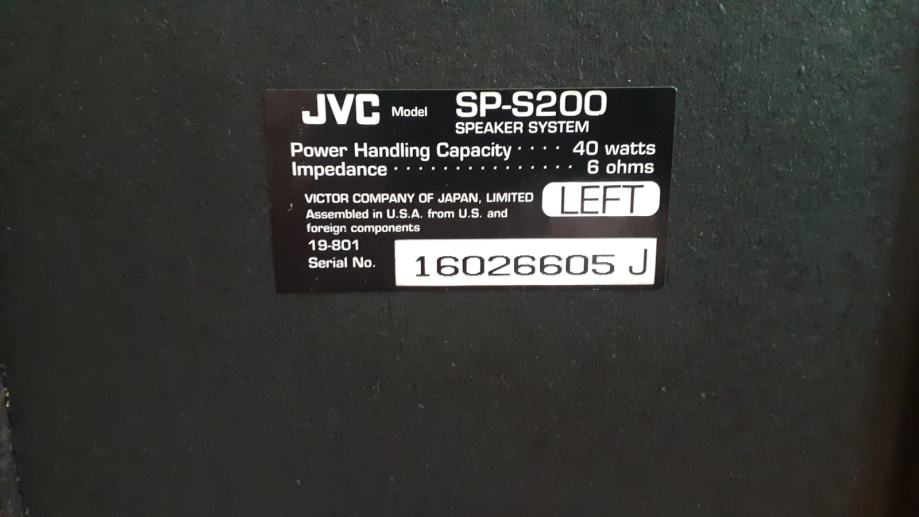 JVC Model SP-S200
SPEAKER SYSTEM
Power Handling Capacity ···· 40 watts
Impedance ··············· 6 ohms
VICTOR COMPANY OF JAPAN, LIMITED
LEFT
Assembled in U.S.A. from U.S. and
foreign components
19-801
Serial No. 16026605 J